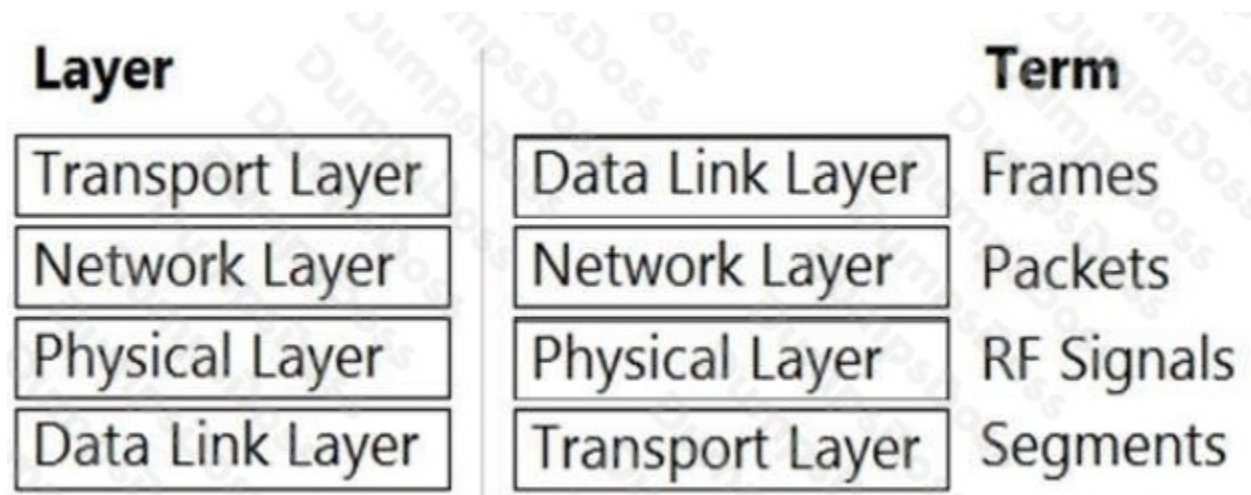 Layer Term
Transport Layer Data Link Layer Frames
Network Layer Network Layer Packets
Physical Layer Physical Layer RF Signals
Data Link Layer Transport Layer Segments
DumpsDoss